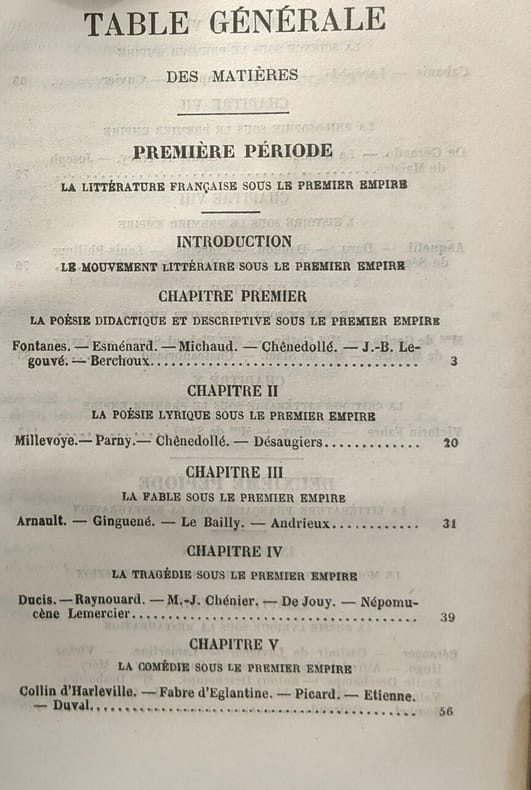 TABLE GÉNÉRALE
DES MATIÈRES
PREMIÈRE PÉRIODE
LA LITTÉRATURE FRANÇAISE SOUS LE PREMIER EMPIRE
INTRODUCTION
LE MOUVEMENT LITTÉRAIRE SOUS LE PREMIER EMPIRE
CHAPITRE PREMIER
LA POÉSIE DIDACTIQUE ET DESCRIPTIVE SOUS LE PREMIER EMPIRE
Fontanes. — Esménard. — Michaud. — Chênedollé. — J.-B. Le-
gouvé. — Berchoux.................................... 3
CHAPITRE II
LA POÉSIE LYRIQUE SOUS LE PREMIER EMPIRE
Millevoye.— Parny.— Chênedollé. — Désaugiers............. 20
CHAPITRE III
LA FABLE SOUS LE PREMIER EMPIRE
Arnault. — Ginguené. — Le Bailly. — Andrieux............ 31
CHAPITRE IV
LA TRAGÉDIE SOUS LE PREMIER EMPIRE
Ducis. — Raynouard. — M.-J. Chénier. — De Jouy. — Népomu-
cène Lemercier...................................... 39
CHAPITRE V
LA COMÉDIE SOUS LE PREMIER EMPIRE
Collin d'Harleville. — Fabre d'Eglantine. — Picard. — Etienne.
— Duval............................................ 56